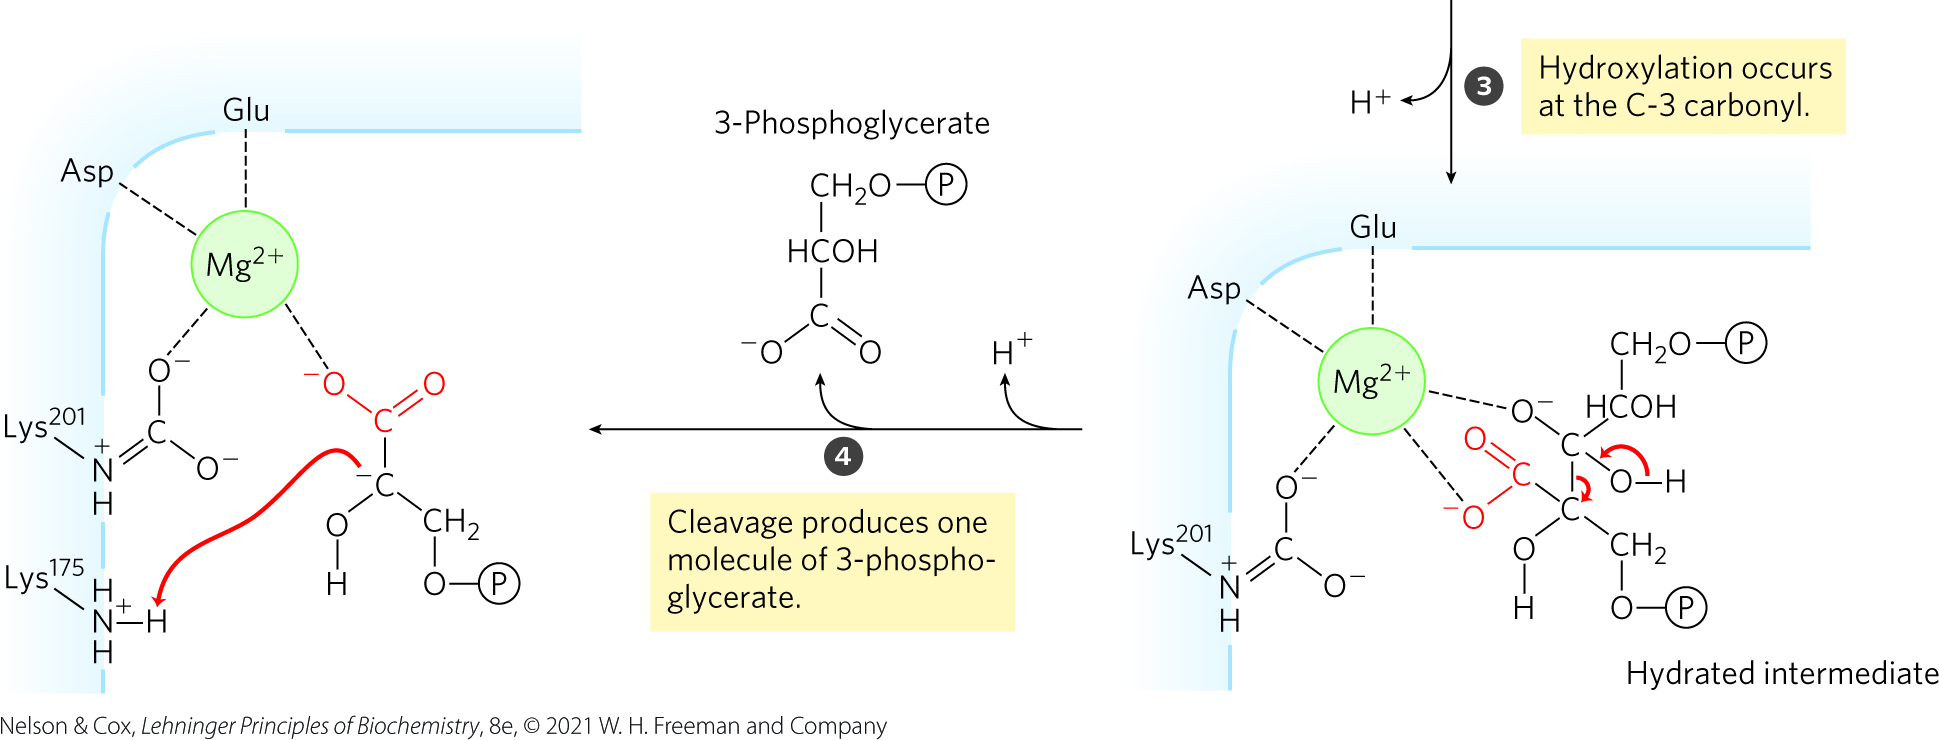 H+
3
Hydroxylation occurs
at the C-3 carbonyl.
Glu
Asp
Mg2+
O−
Lys201
C
+
N
H
O−
−O
O
C
−
C
O
H
CH2
O
P
Lys175
H
+
N
H
H
3-Phosphoglycerate
CH2O
P
HCOH
C
−O
O
H+
4
Cleavage produces one
molecule of 3-phospho-
glycerate.
Glu
Asp
Mg2+
CH2O
P
O−
HCOH
C
O
H
O
C
−O
C
O
H
CH2
O
P
O−
Lys201
C
+
N
H
O−
Hydrated intermediate
Nelson & Cox, Lehninger Principles of Biochemistry, 8e, © 2021 W. H. Freeman and Company